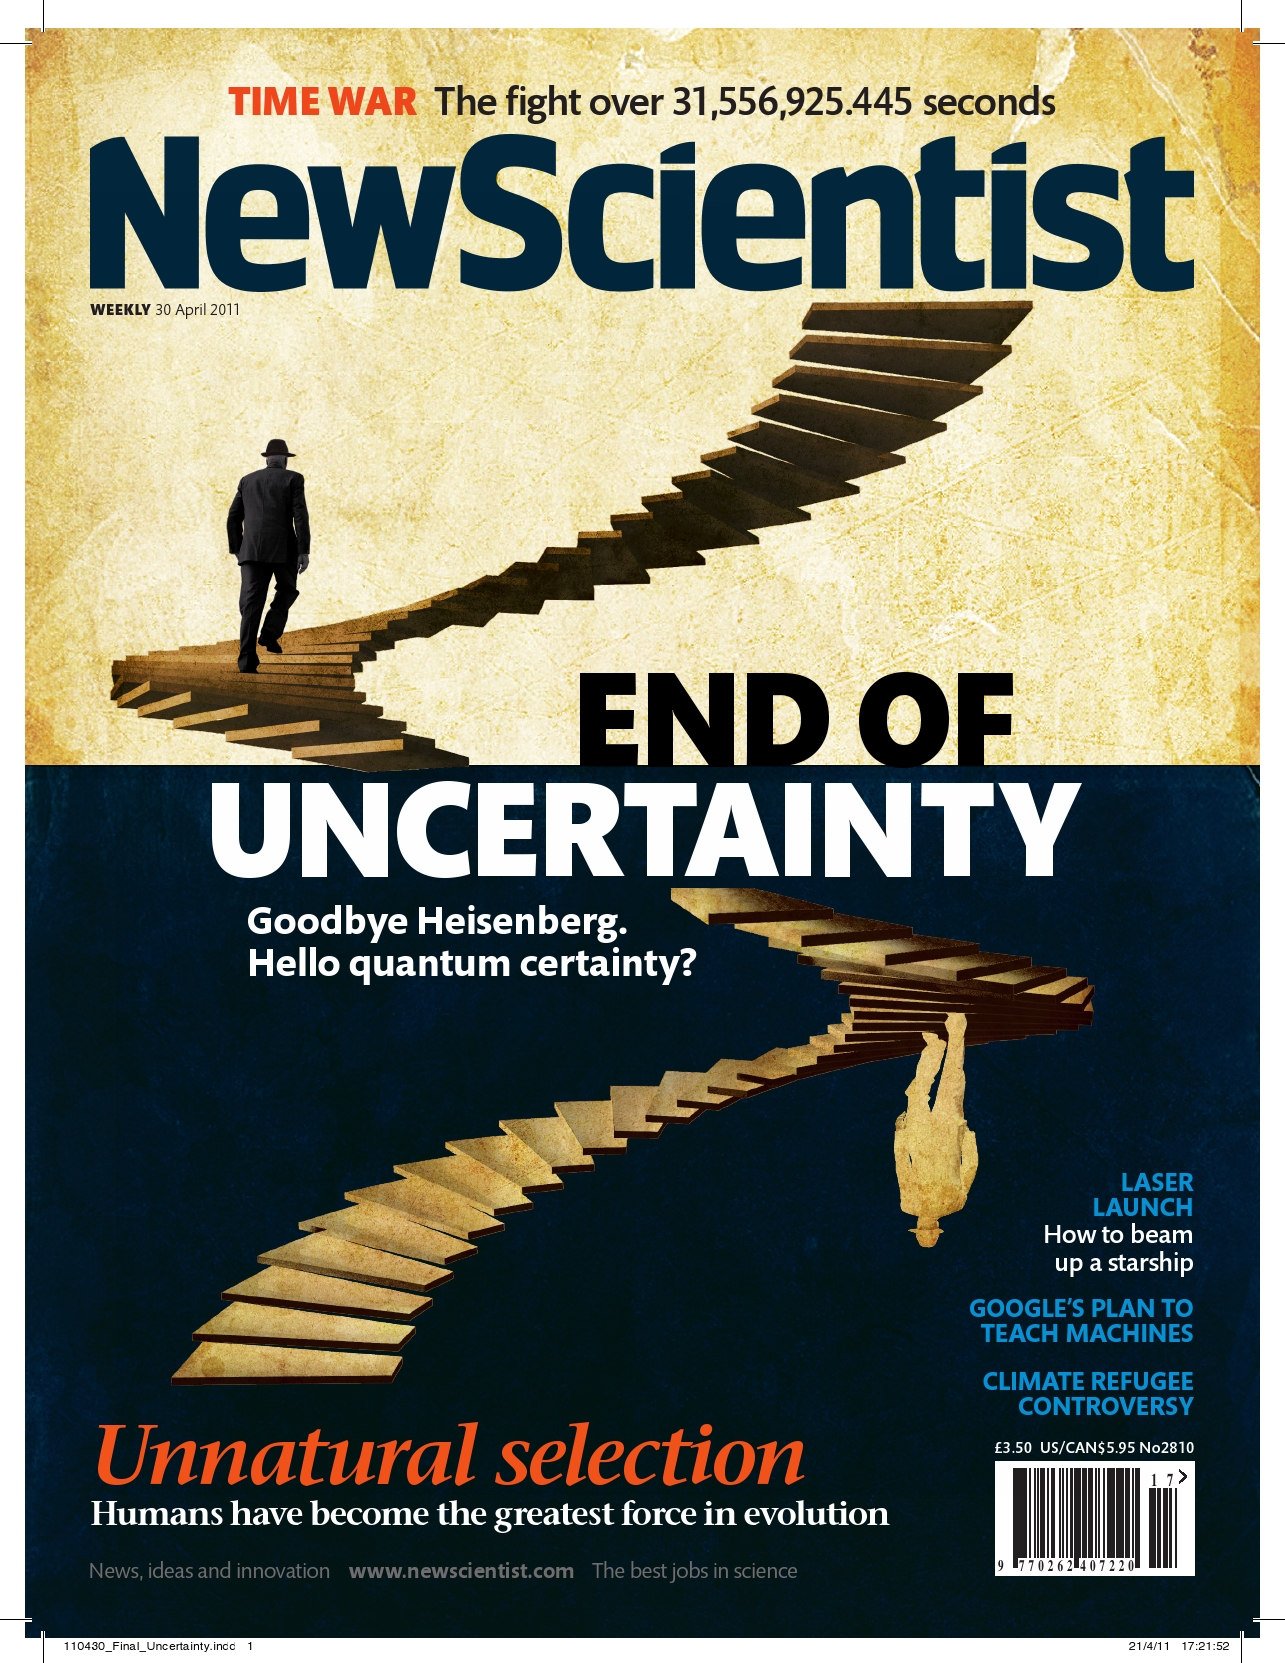 TIME WAR The fight over 31,556,925.445 seconds
NewScientist
WEEKLY 30 April 2011
END OF
UNCERTAINTY
Goodbye Heisenberg.
Hello quantum certainty?
LASER
LAUNCH
How to beam
up a starship
GOOGLE'S PLAN TO
TEACH MACHINES
CLIMATE REFUGEE
CONTROVERSY
Unnatural selection
Humans have become the greatest force in evolution
£3.50 US/CAN$5.95 No2810
1 7>
9 770262 407220
News, ideas and innovation www.newscientist.com The best jobs in science
110430_Final_Uncertainty.indd 1
21/4/11 17:21:52